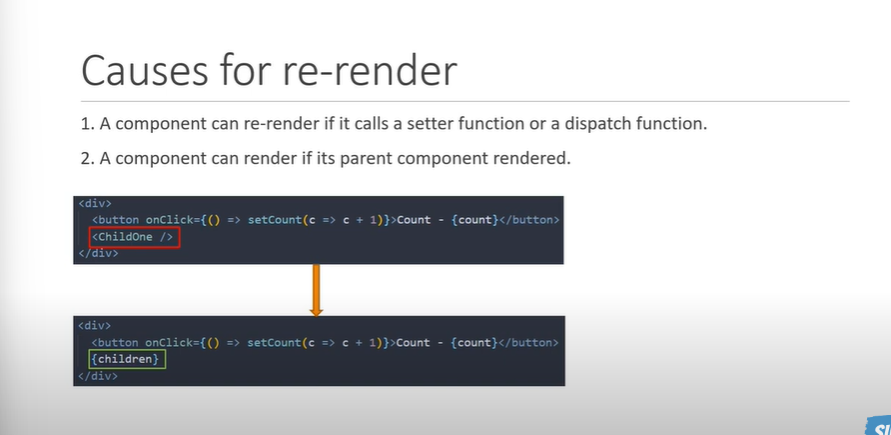 Causes for re-render
1. A component can re-render if it calls a setter function or a dispatch function.
2. A component can render if its parent component rendered.
<div>
<button onClick={() => setCount(c => c + 1)}>Count - {count}</button>
<ChildOne />
</div>
<div>
<button onClick={() => setCount(c => c + 1)}>Count - {count}</button>
{children}
</div>